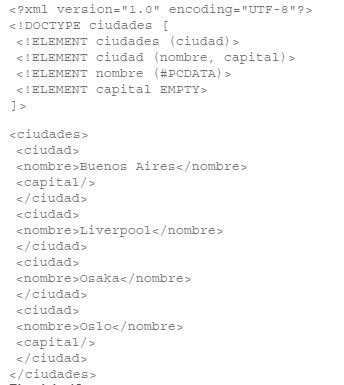 <?xml version="1.0" encoding="UTF-8"?>
<!DOCTYPE ciudades [
<!ELEMENT ciudades (ciudad)>
<!ELEMENT ciudad (nombre, capital)>
<!ELEMENT nombre (#PCDATA)>
<!ELEMENT capital EMPTY>
]>
<ciudades>
<ciudad>
<nombre>Buenos Aires</nombre>
<capital/>
</ciudad>
<ciudad>
<nombre>Liverpool</nombre>
</ciudad>
<ciudad>
<nombre>Osaka</nombre>
</ciudad>
<ciudad>
<nombre>Oslo</nombre>
<capital/>
</ciudad>
</ciudades>